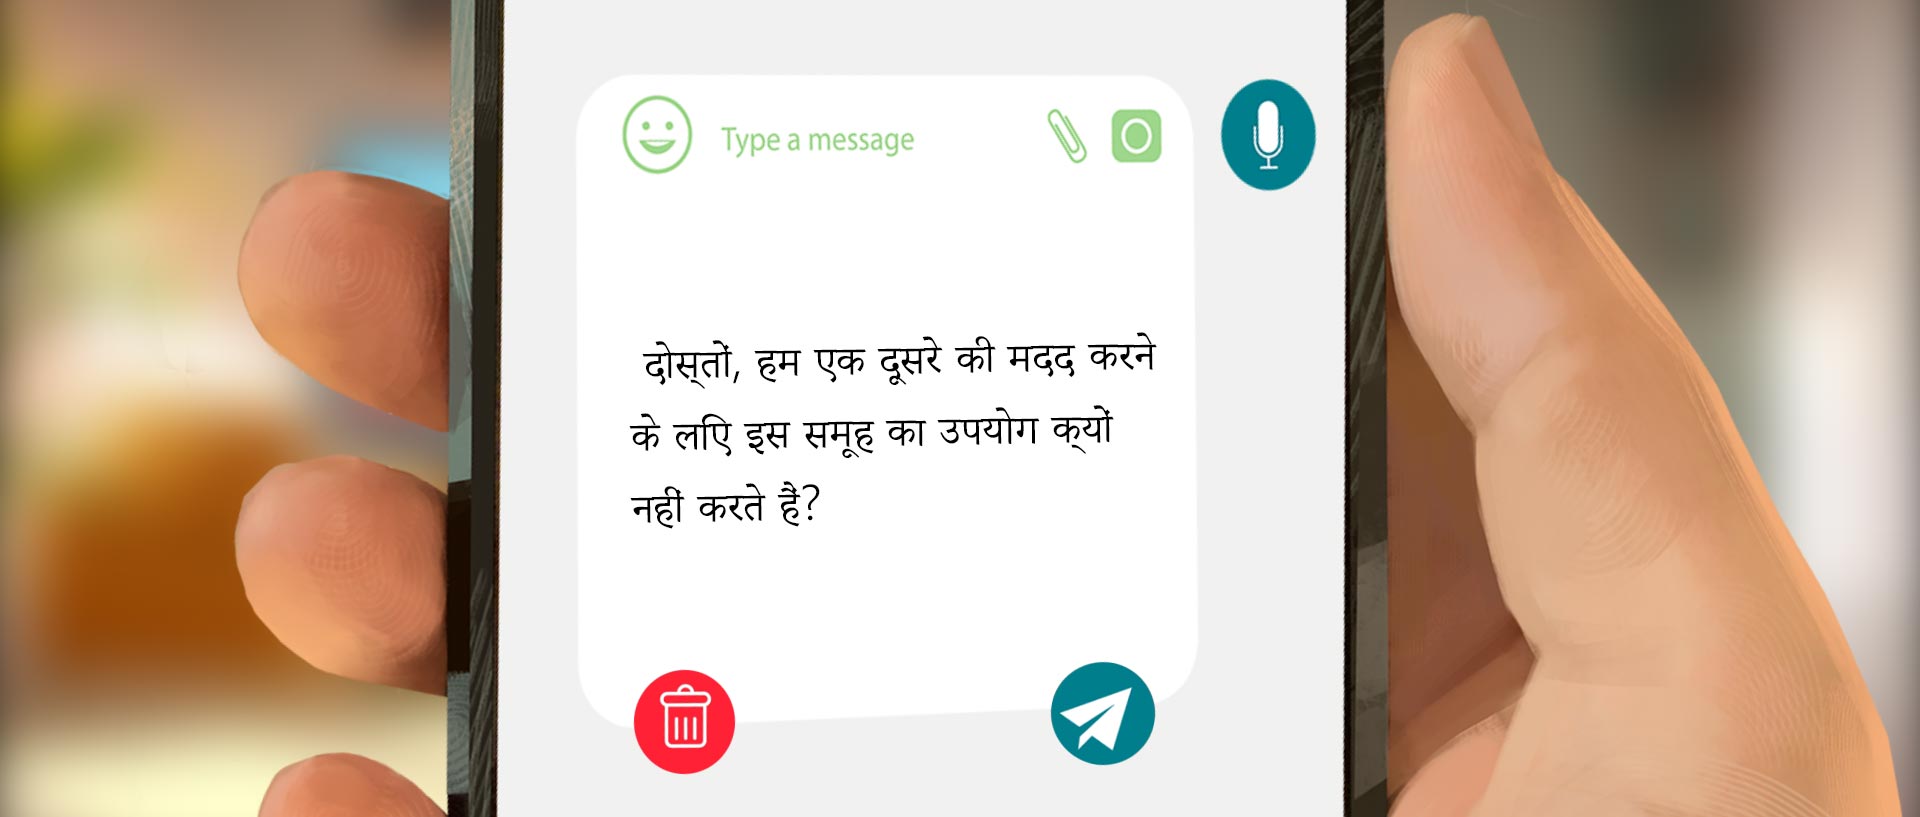 Type a message
दोस्तों, हम एक दूसरे की मदद करने
के लिए इस समूह का उपयोग क्यों
नहीं करते हैं?